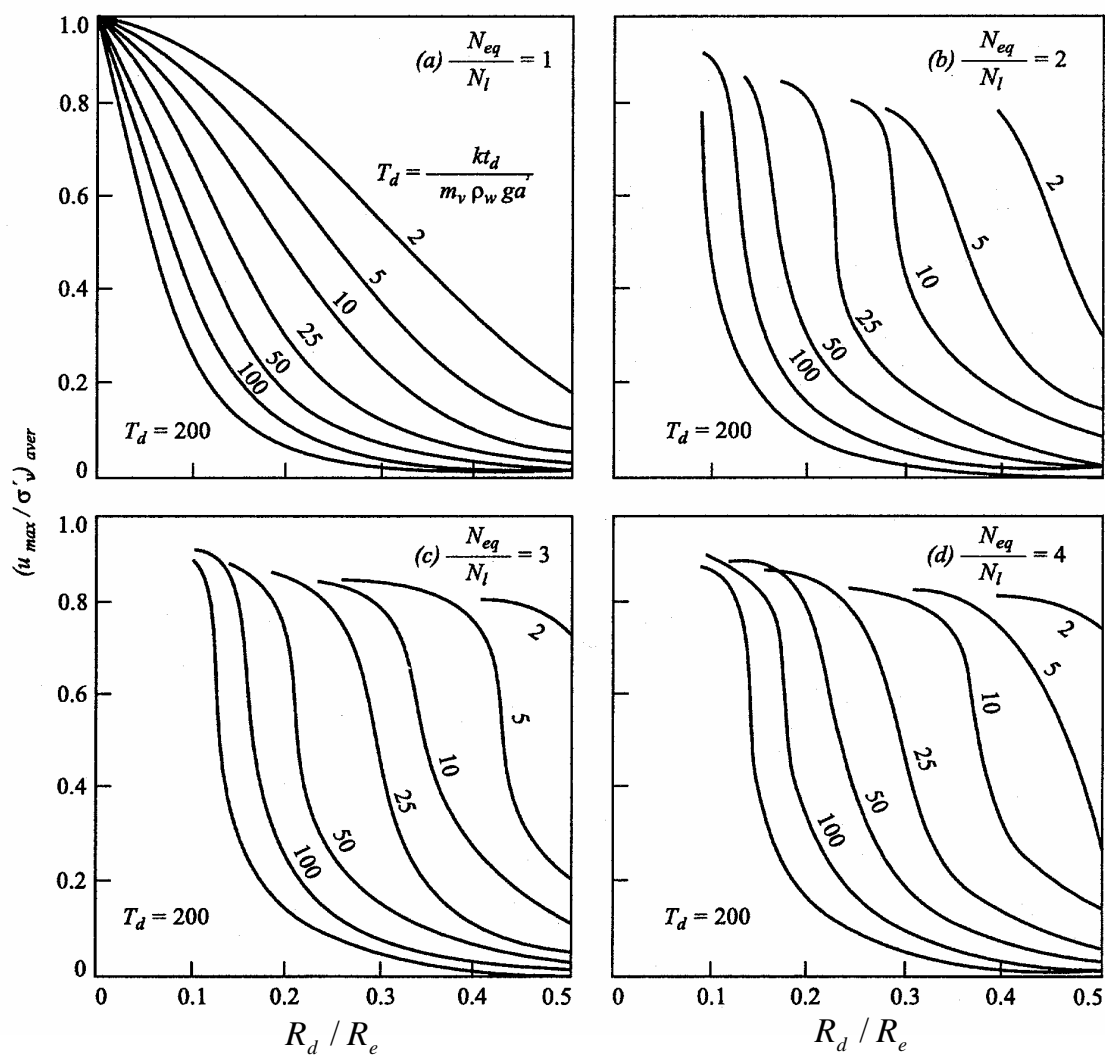 1.0
0.8
0.6
0.4
0.2
0
(a) N_eq / N_l = 1
T_d = kt_d / m_v ρ_w ga'
2
5
10
25
50
100
T_d = 200
(b) N_eq / N_l = 2
2
5
10
25
50
100
T_d = 200
(u_max / σ'_v)_aver
1.0
0.8
0.6
0.4
0.2
0
(c) N_eq / N_l = 3
2
5
10
25
50
100
T_d = 200
0 0.1 0.2 0.3 0.4 0.5
R_d / R_e
(d) N_eq / N_l = 4
2
5
10
25
50
100
T_d = 200
0 0.1 0.2 0.3 0.4 0.5
R_d / R_e